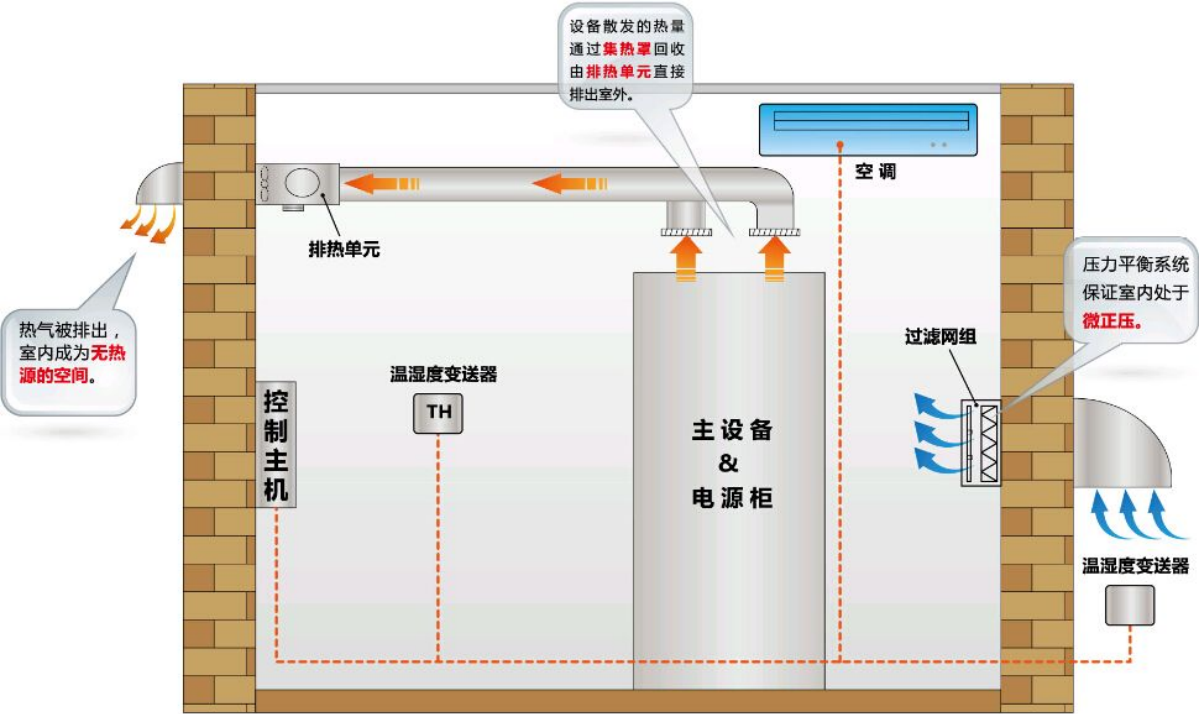 设备散发的热量
通过集热罩回收
由排热单元直接
排出室外。
空调
排热单元
压力平衡系统
保证室内处于
微正压。
热气被排出，
室内成为无热
源的空间。
过滤网组
温湿度变送器
TH
控
制
主
机
主设备
&
电源柜
温湿度变送器